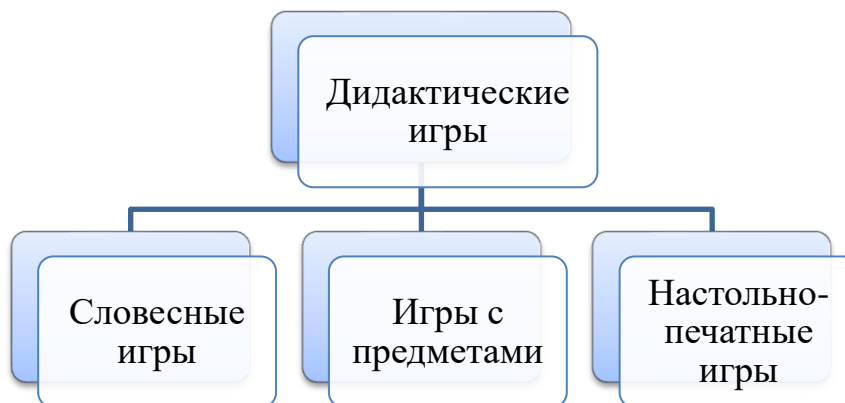 Дидактические
игры
Словесные
игры
Игры с
предметами
Настольно-
печатные
игры